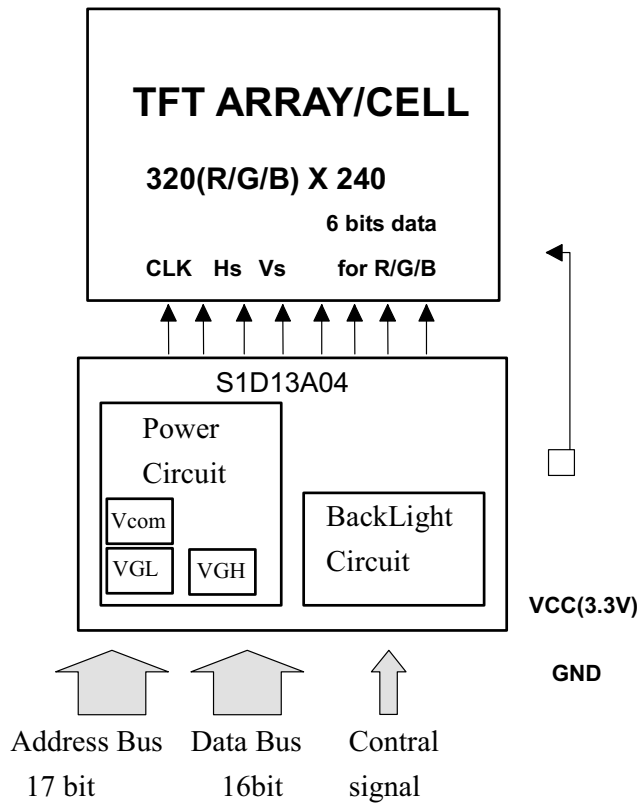 TFT ARRAY/CELL
320(R/G/B) X 240
6 bits data
CLK Hs Vs for R/G/B
S1D13A04
Power
Circuit
Vcom
VGL VGH
BackLight
Circuit
VCC(3.3V)
GND
Address Bus
17 bit
Data Bus
16bit
Contral
signal